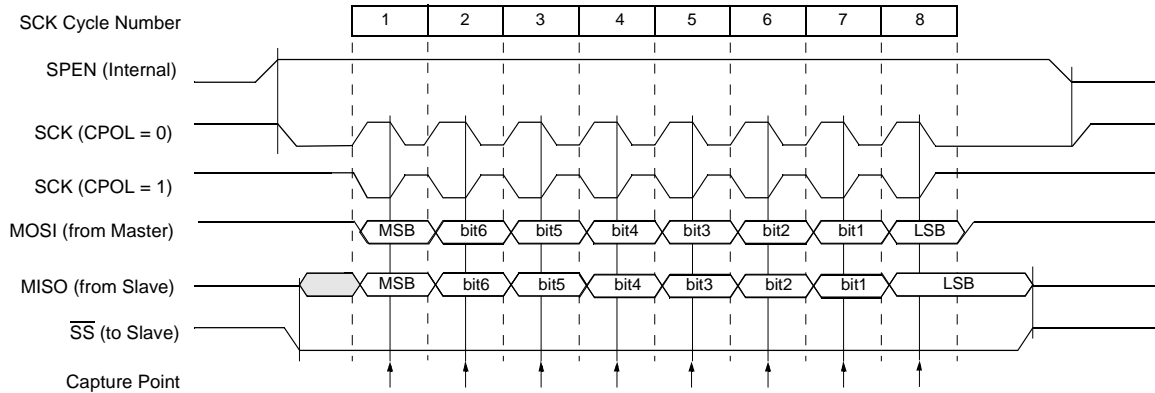 SCK Cycle Number 1 2 3 4 5 6 7 8
SPEN (Internal)
SCK (CPOL = 0)
SCK (CPOL = 1)
MOSI (from Master) MSB bit6 bit5 bit4 bit3 bit2 bit1 LSB
MISO (from Slave) MSB bit6 bit5 bit4 bit3 bit2 bit1 LSB
SS (to Slave)
Capture Point